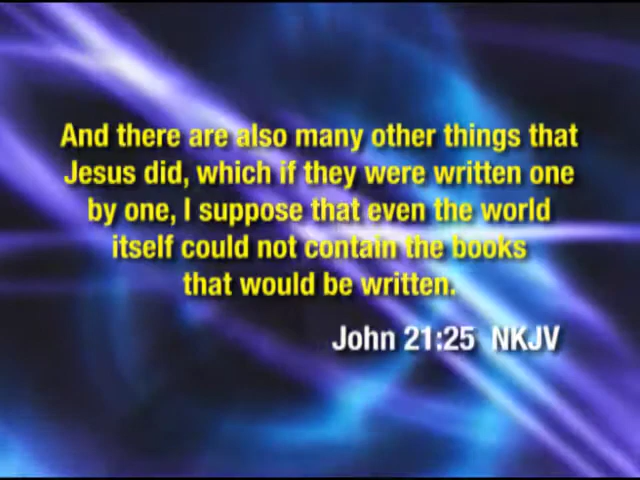 And there are also many other things that
Jesus did, which if they were written one
by one, I suppose that even the world
itself could not contain the books
that would be written.
John 21:25 NKJV